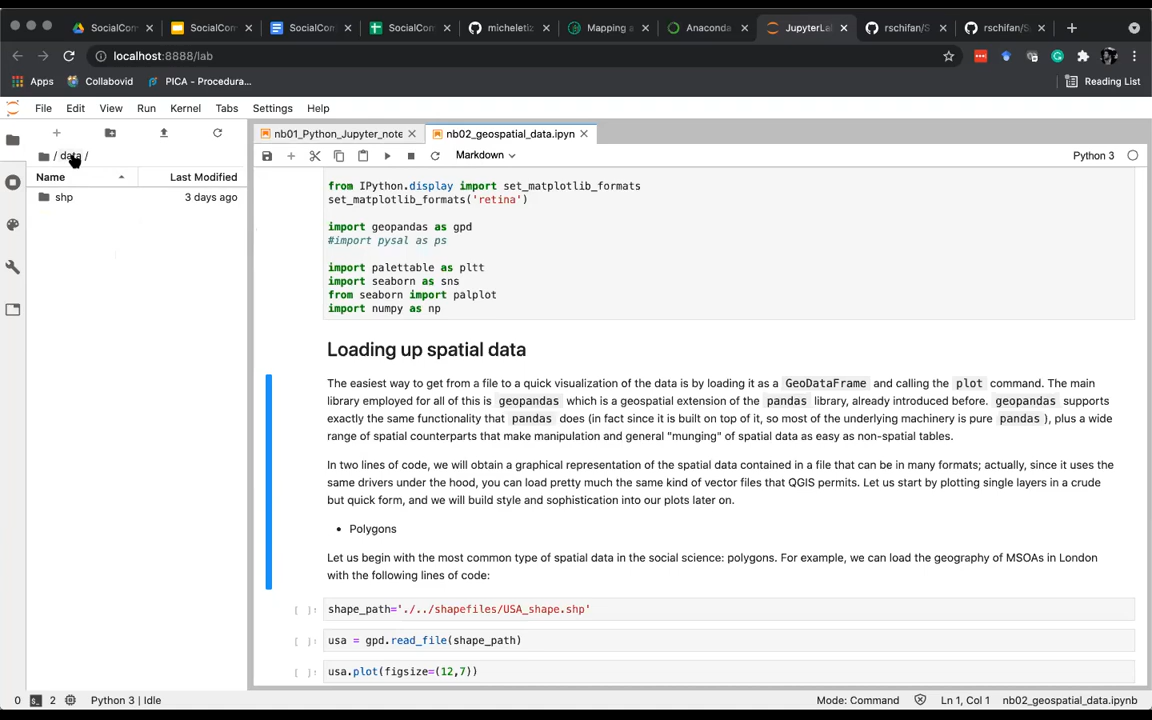 SocialCom
SocialCom
SocialCom
SocialCom
micheletiz
Mapping a
Anaconda
JupyterLa
rschifan/S
rschifan/S
localhost:8888/lab
Apps
Collabovid
PICA - Procedura...
Reading List
File Edit View Run Kernel Tabs Settings Help
/ data /
Name Last Modified
shp 3 days ago
nb01_Python_Jupyter_note
nb02_geospatial_data.ipyn
Markdown
Python 3
from IPython.display import set_matplotlib_formats
set_matplotlib_formats('retina')
import geopandas as gpd
#import pysal as ps
import palettable as pltt
import seaborn as sns
from seaborn import palplot
import numpy as np
Loading up spatial data
The easiest way to get from a file to a quick visualization of the data is by loading it as a GeoDataFrame and calling the plot command. The main
library employed for all of this is geopandas which is a geospatial extension of the pandas library, already introduced before. geopandas supports
exactly the same functionality that pandas does (in fact since it is built on top of it, so most of the underlying machinery is pure pandas ), plus a wide
range of spatial counterparts that make manipulation and general "munging" of spatial data as easy as non-spatial tables.
In two lines of code, we will obtain a graphical representation of the spatial data contained in a file that can be in many formats; actually, since it uses the
same drivers under the hood, you can load pretty much the same kind of vector files that QGIS permits. Let us start by plotting single layers in a crude
but quick form, and we will build style and sophistication into our plots later on.
• Polygons
Let us begin with the most common type of spatial data in the social science: polygons. For example, we can load the geography of MSOAs in London
with the following lines of code:
[ ]: shape_path='./../shapefiles/USA_shape.shp'
[ ]: usa = gpd.read_file(shape_path)
[ ]: usa.plot(figsize=(12,7))
0 2 Python 3 | Idle
Mode: Command Ln 1, Col 1 nb02_geospatial_data.ipynb